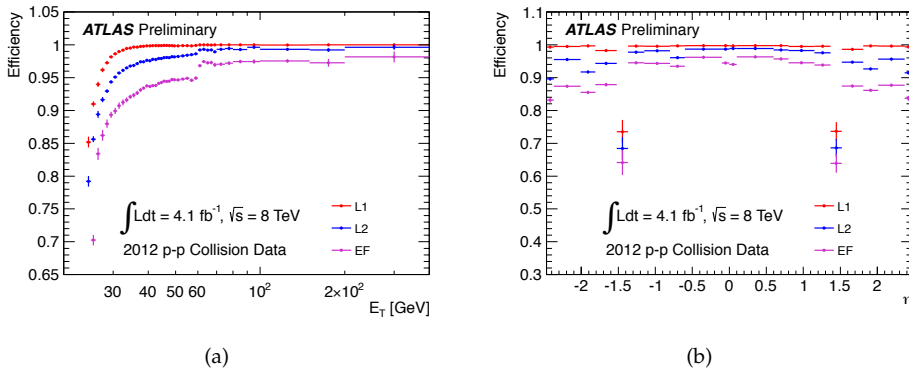 ATLAS Preliminary
Efficiency
1.1
1.05
1
0.95
0.9
0.85
0.8
0.75
0.7
0.65
∫Ldt = 4.1 fb⁻¹, √s = 8 TeV
2012 p-p Collision Data
L1
L2
EF
30 40 50 60 10² 2×10²
E_T [GeV]
(a)
ATLAS Preliminary
Efficiency
1.1
1
0.9
0.8
0.7
0.6
0.5
0.4
0.3
∫Ldt = 4.1 fb⁻¹, √s = 8 TeV
2012 p-p Collision Data
L1
L2
EF
-2 -1.5 -1 -0.5 0 0.5 1 1.5 2
(b)